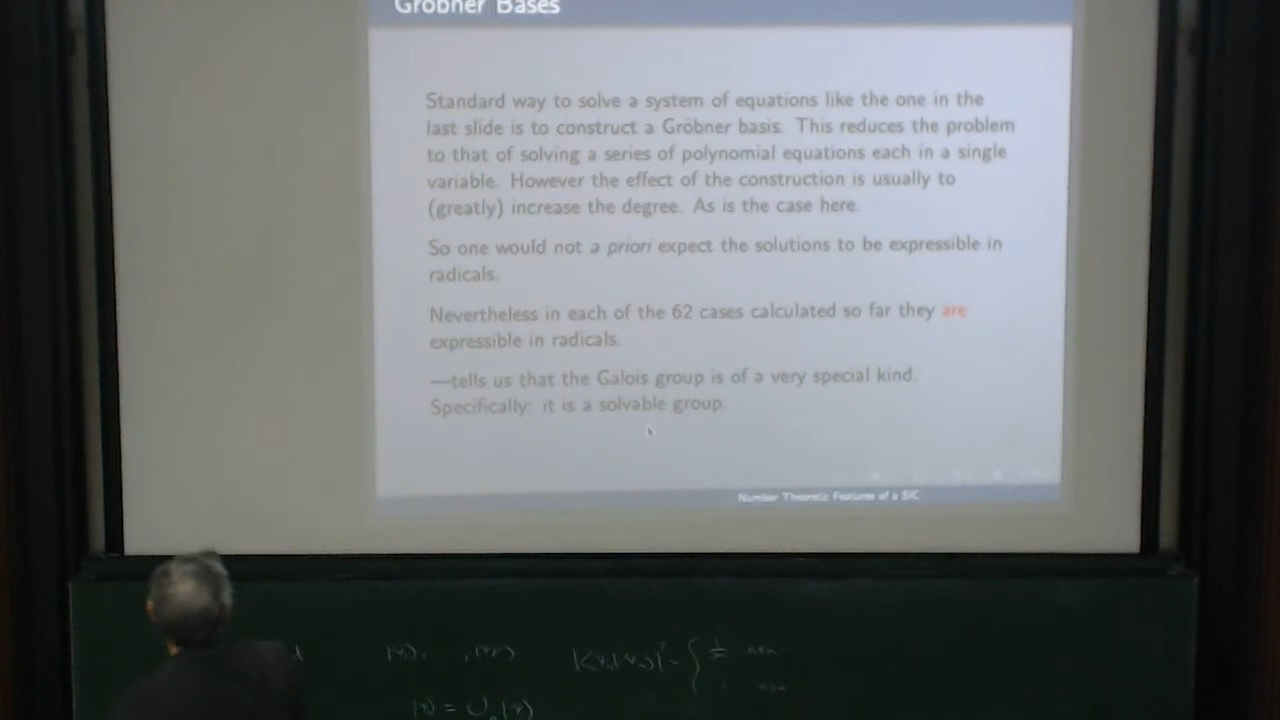 Gröbner Bases
Standard way to solve a system of equations like the one in the
last slide is to construct a Gröbner basis. This reduces the problem
to that of solving a series of polynomial equations each in a single
variable. However the effect of the construction is usually to
(greatly) increase the degree. As is the case here.
So one would not a priori expect the solutions to be expressible in
radicals.
Nevertheless in each of the 62 cases calculated so far they are
expressible in radicals.
—tells us that the Galois group is of a very special kind.
Specifically: it is a solvable group.
Number Theoretic Features of a SIC